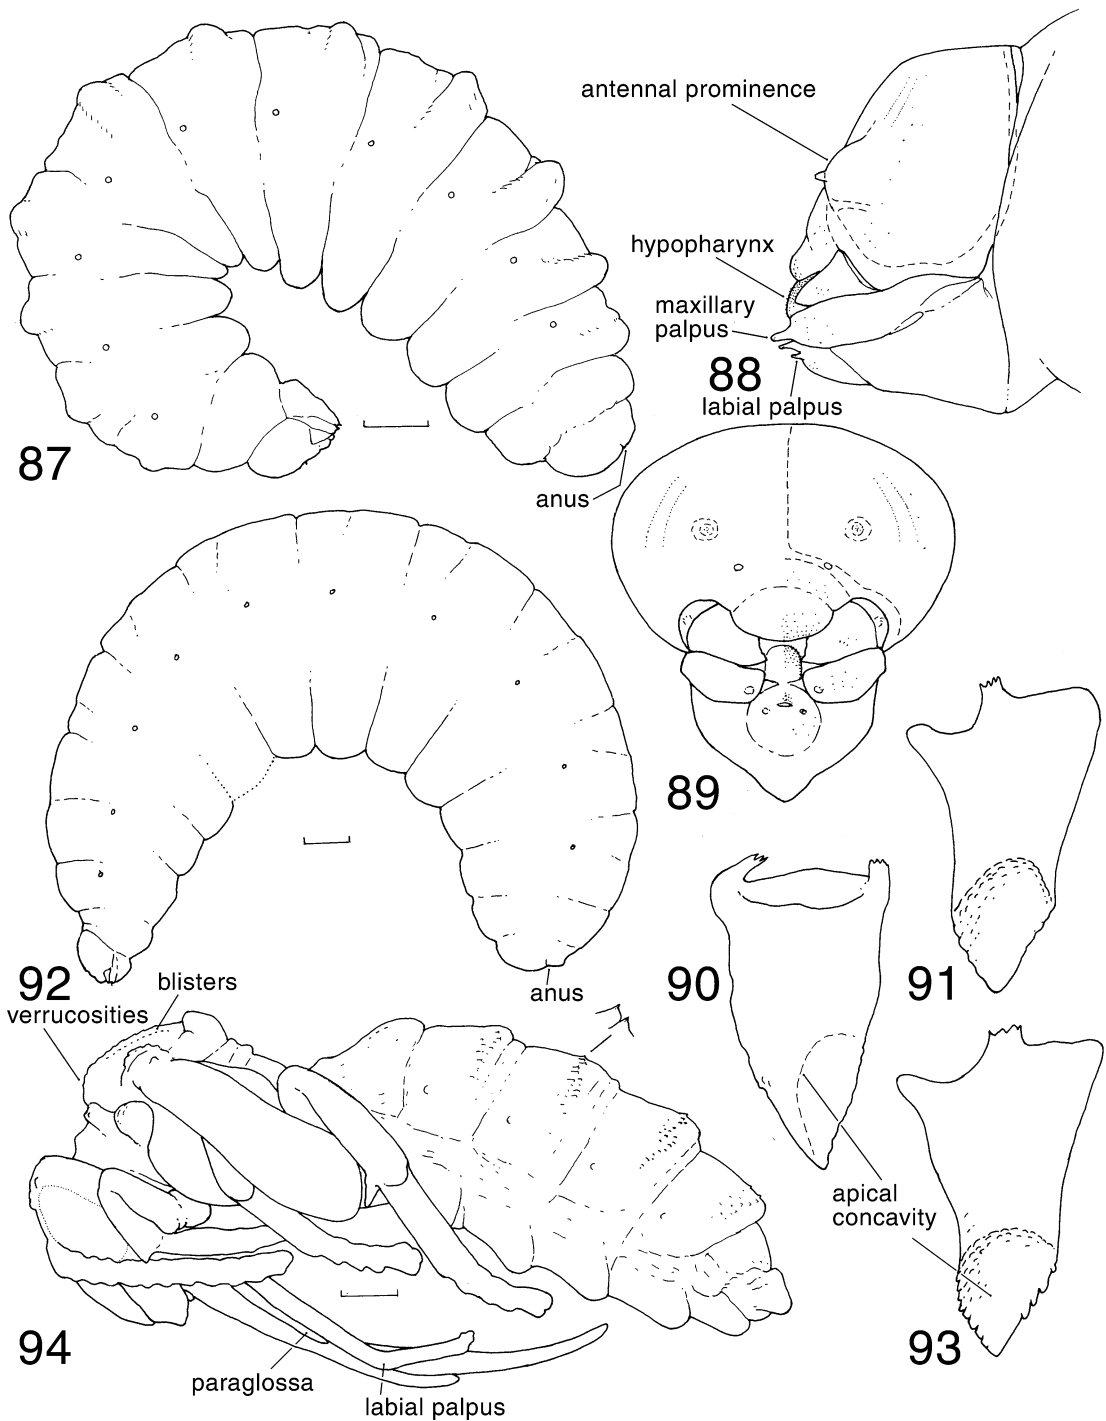 antennal prominence
hypopharynx
maxillary
palpus
88
labial palpus
87
anus
89
92
anus
90
91
blisters
verrucosities
apical
concavity
94
paraglossa
labial palpus
93